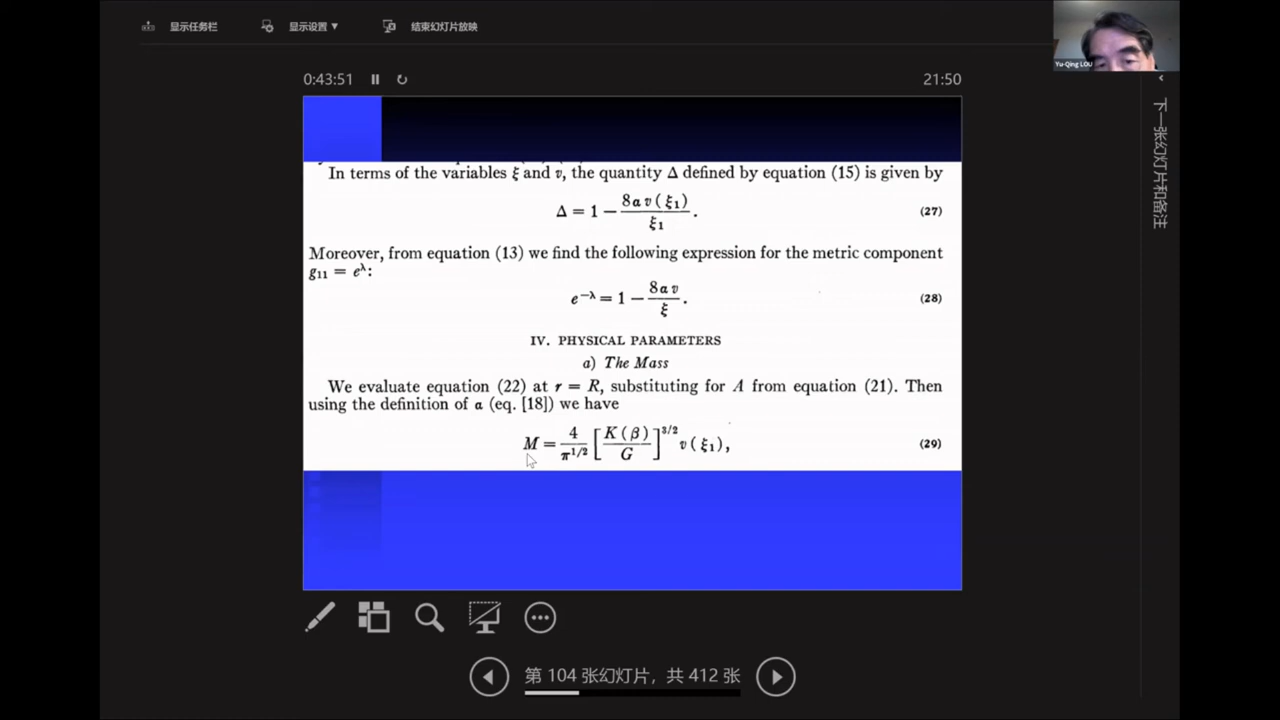 显示任务栏 显示设置 ▼ 结束幻灯片放映
Yu-Qing LOU
0:43:51 21:50
下一张幻灯片和备注
In terms of the variables ξ and v, the quantity Δ defined by equation (15) is given by
Δ = 1 − 8αv(ξ₁)/ξ₁. (27)
Moreover, from equation (13) we find the following expression for the metric component
g₁₁ = e^λ:
e^−λ = 1 − 8αv/ξ. (28)
IV. PHYSICAL PARAMETERS
a) The Mass
We evaluate equation (22) at r = R, substituting for A from equation (21). Then
using the definition of α (eq. [18]) we have
M = 4/π^1/2 [K(β)/G]^3/2 v(ξ₁), (29)
第 104 张幻灯片，共 412 张